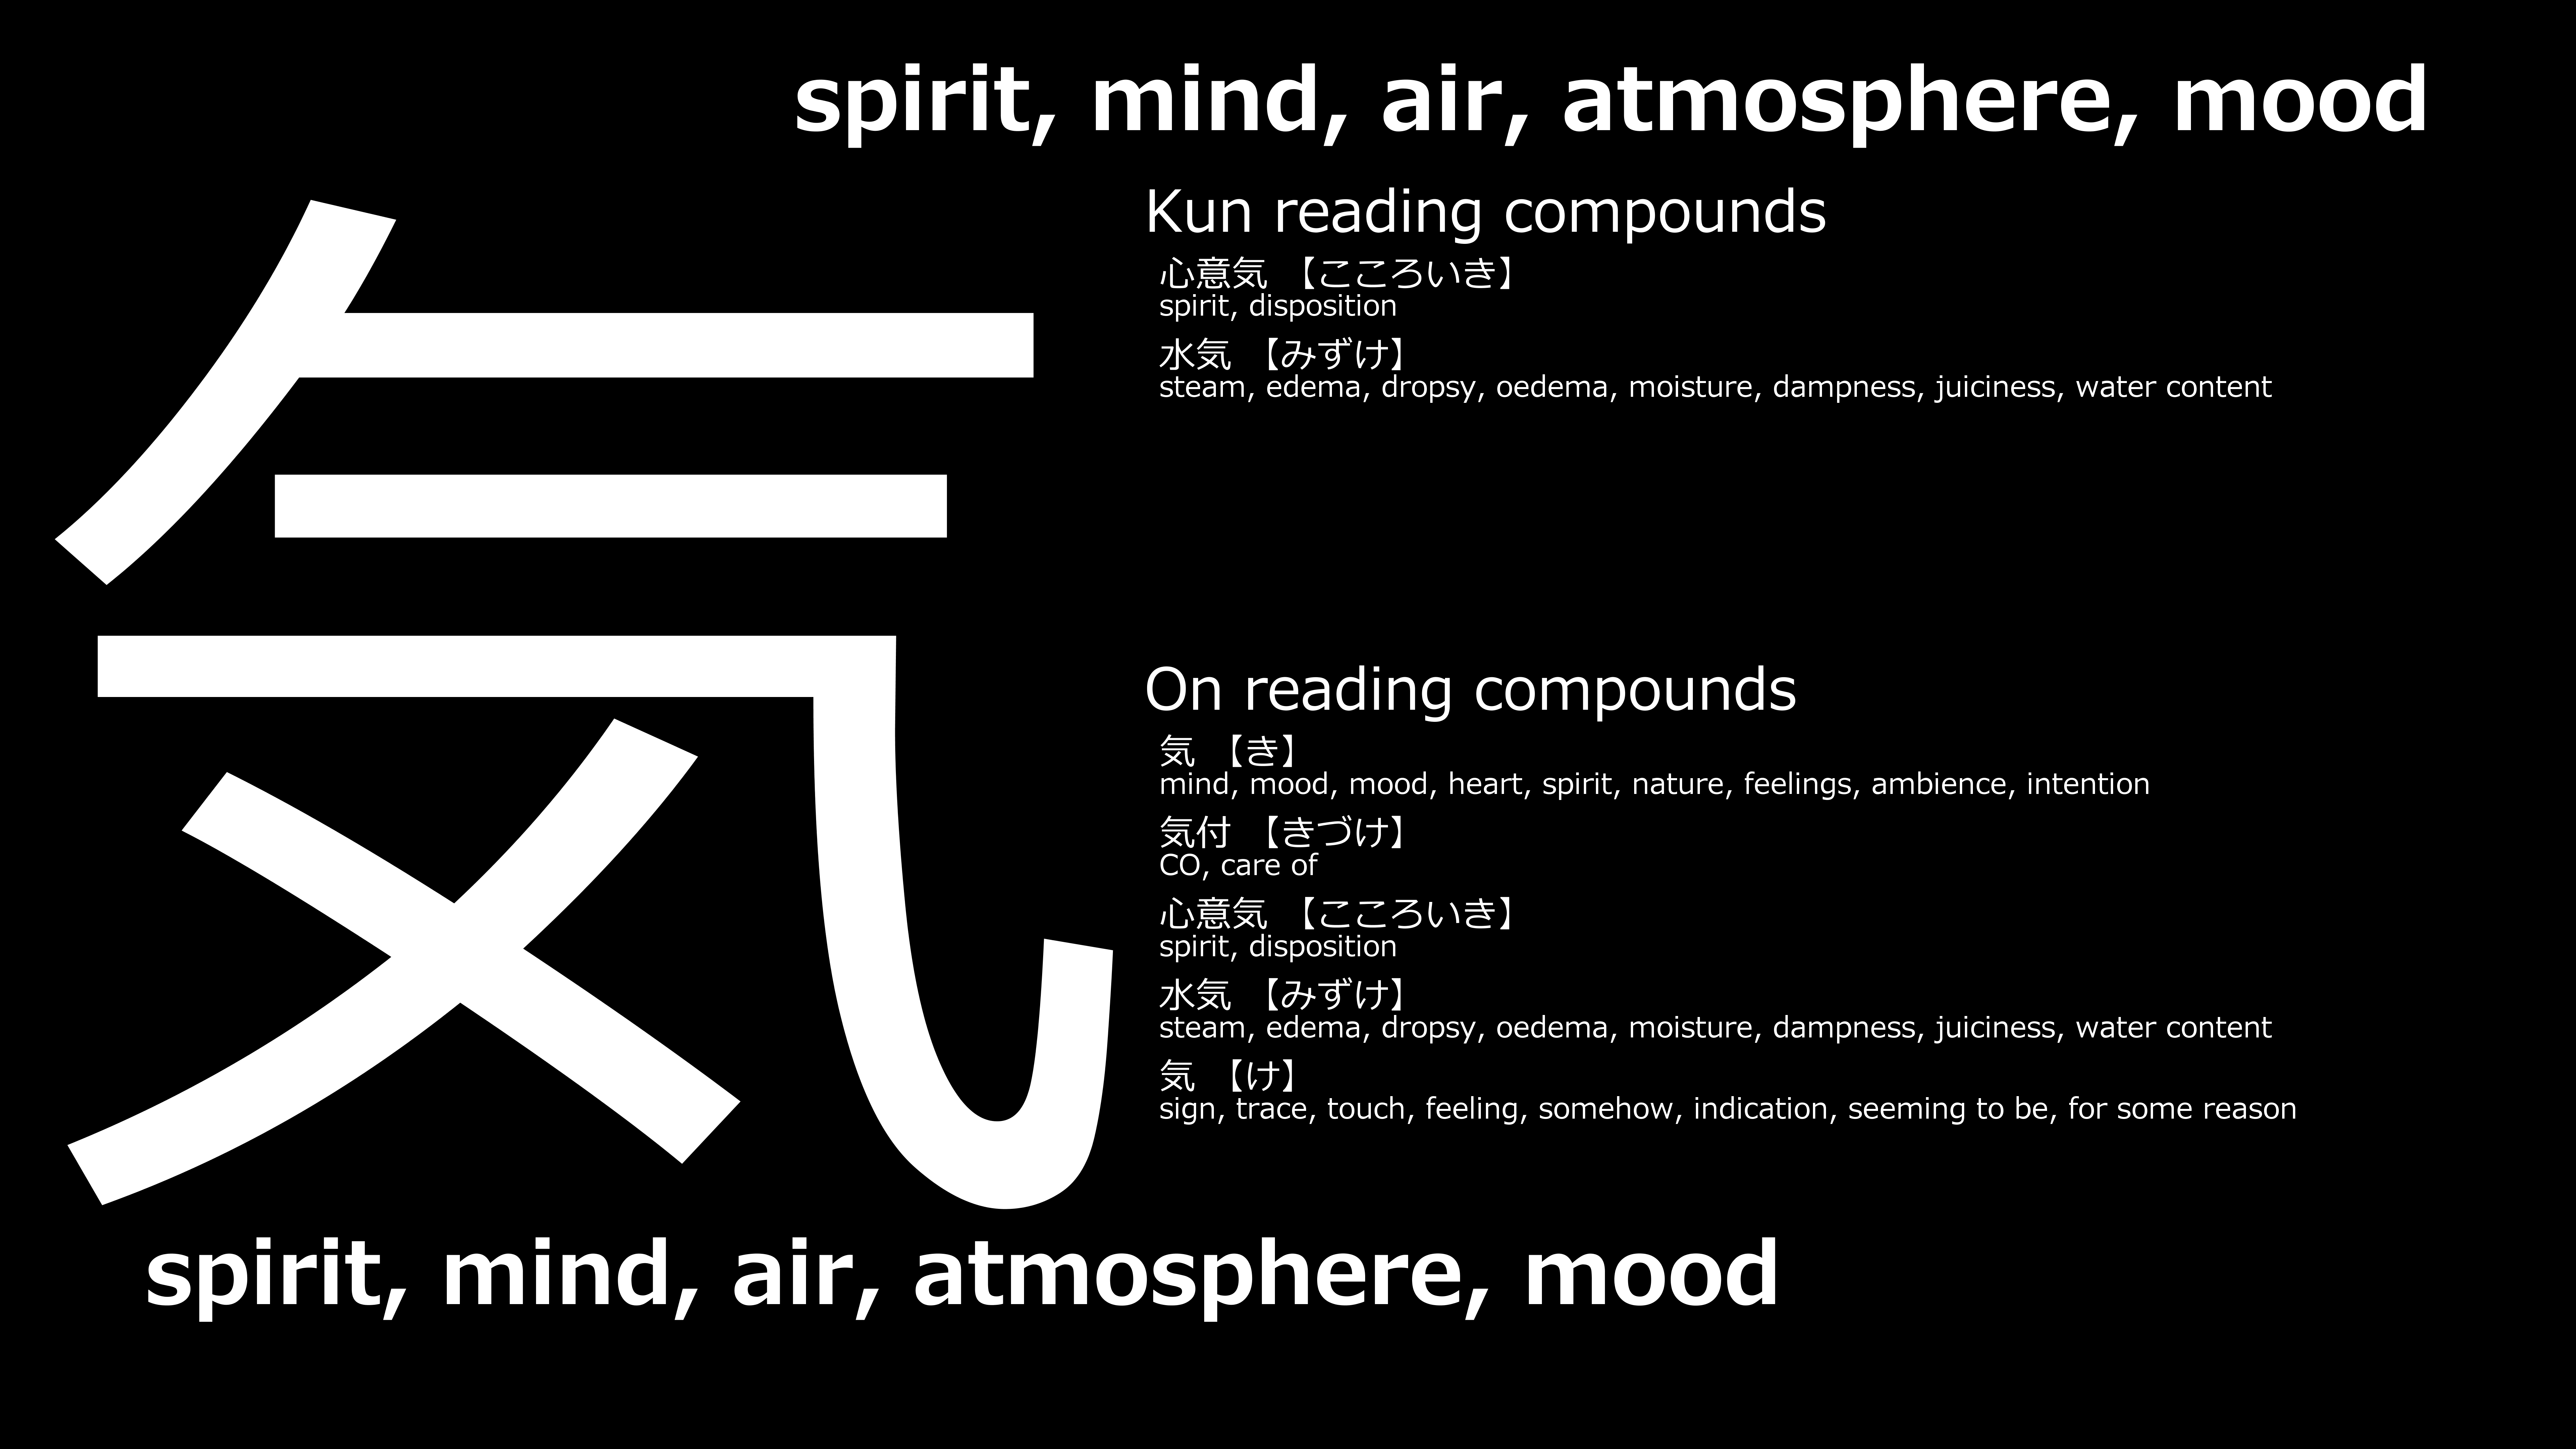 spirit, mind, air, atmosphere, mood
気
Kun reading compounds
心意気 【こころいき】
spirit, disposition
水気 【みずけ】
steam, edema, dropsy, oedema, moisture, dampness, juiciness, water content
On reading compounds
気 【き】
mind, mood, mood, heart, spirit, nature, feelings, ambience, intention
気付 【きづけ】
CO, care of
心意気 【こころいき】
spirit, disposition
水気 【みずけ】
steam, edema, dropsy, oedema, moisture, dampness, juiciness, water content
気 【け】
sign, trace, touch, feeling, somehow, indication, seeming to be, for some reason
spirit, mind, air, atmosphere, mood